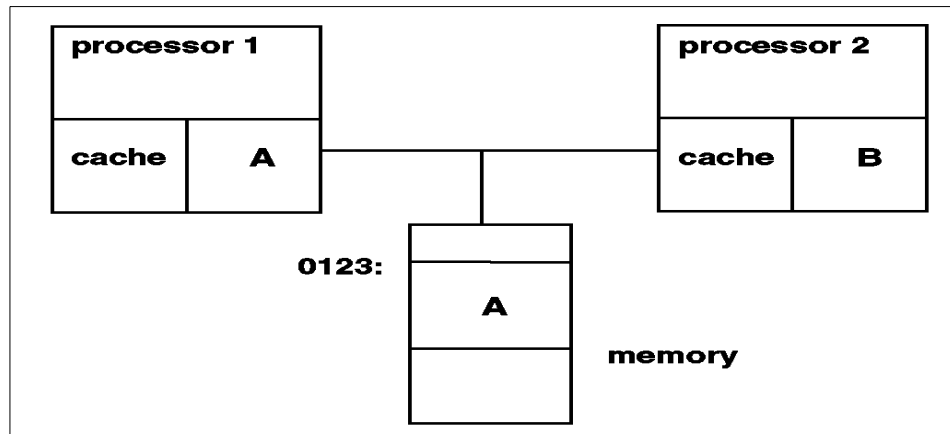 processor 1
processor 2
cache
A
cache
B
0123:
A
memory